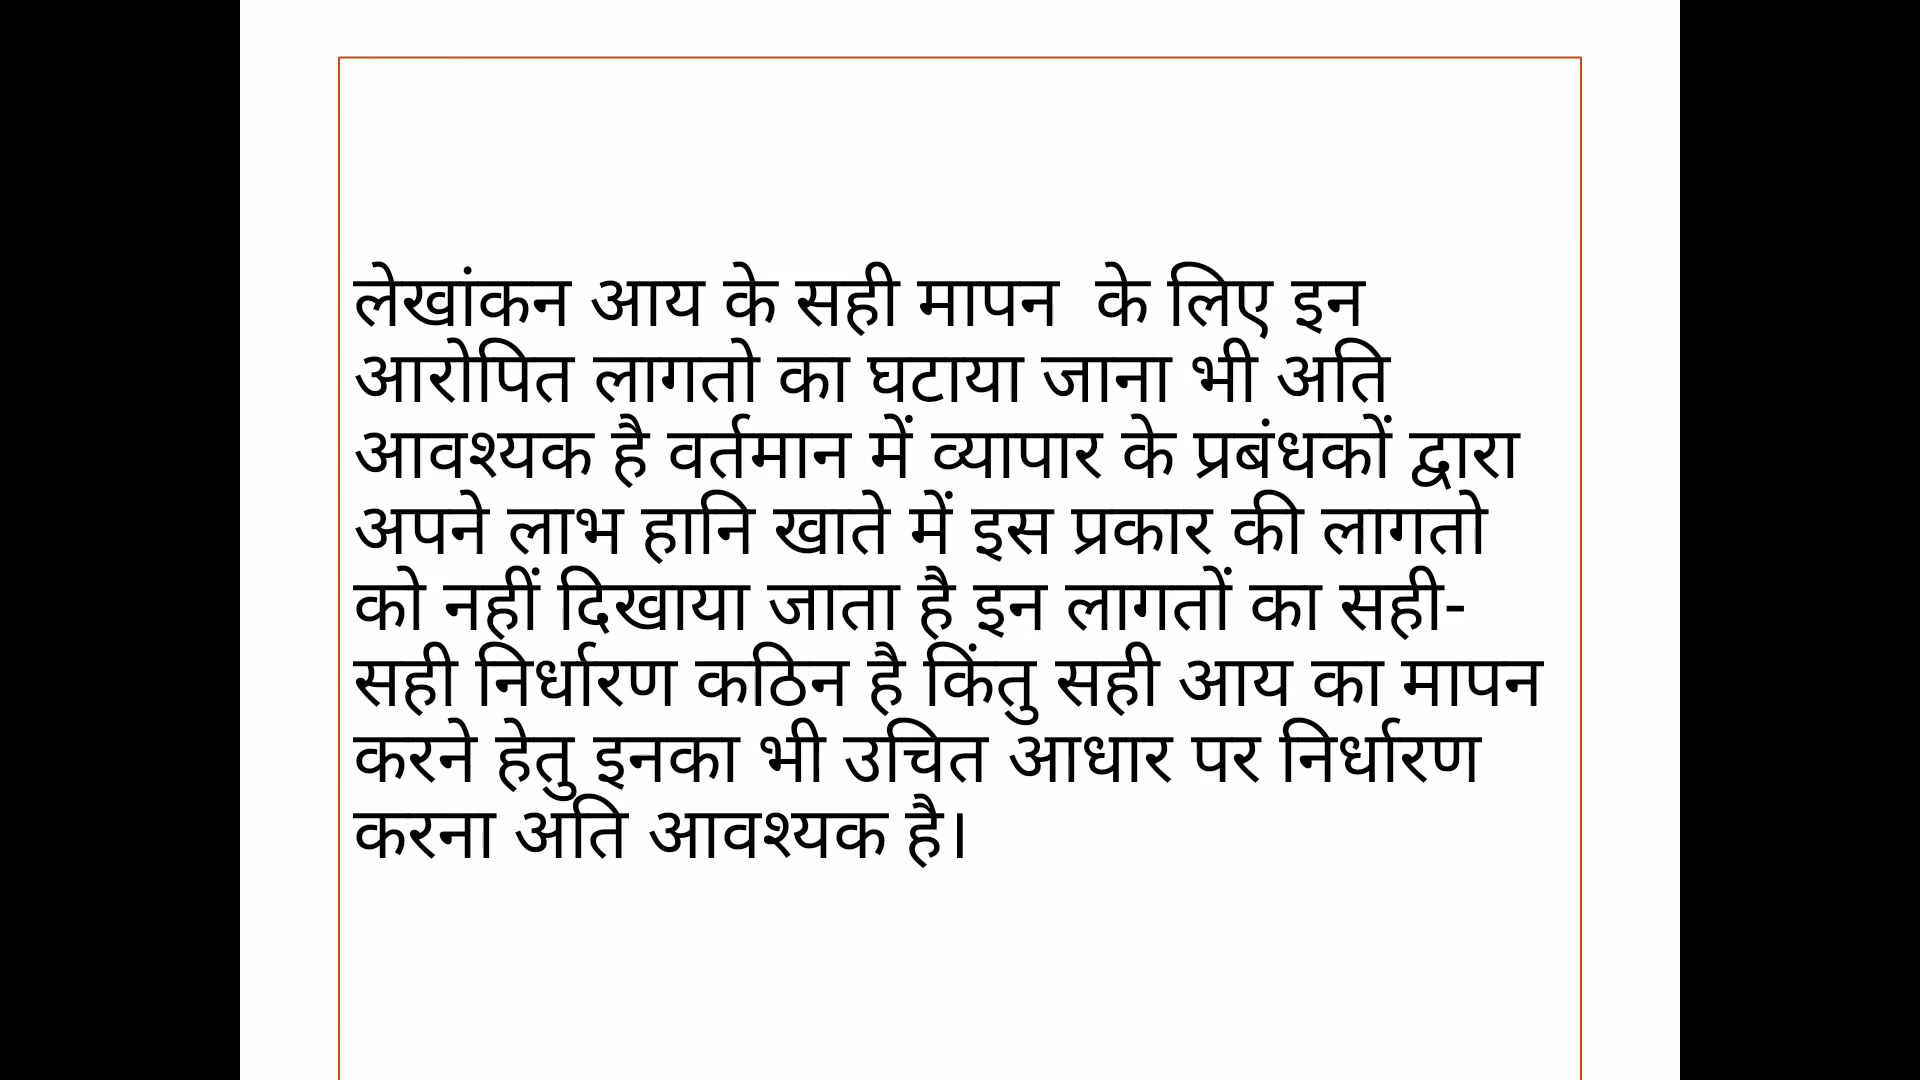 लेखांकन आय के सही मापन  के लिए इन
आरोपित लागतो का घटाया जाना भी अति
आवश्यक है वर्तमान में व्यापार के प्रबंधकों द्वारा
अपने लाभ हानि खाते में इस प्रकार की लागतो
को नहीं दिखाया जाता है इन लागतों का सही-
सही निर्धारण कठिन है किंतु सही आय का मापन
करने हेतु इनका भी उचित आधार पर निर्धारण
करना अति आवश्यक है।